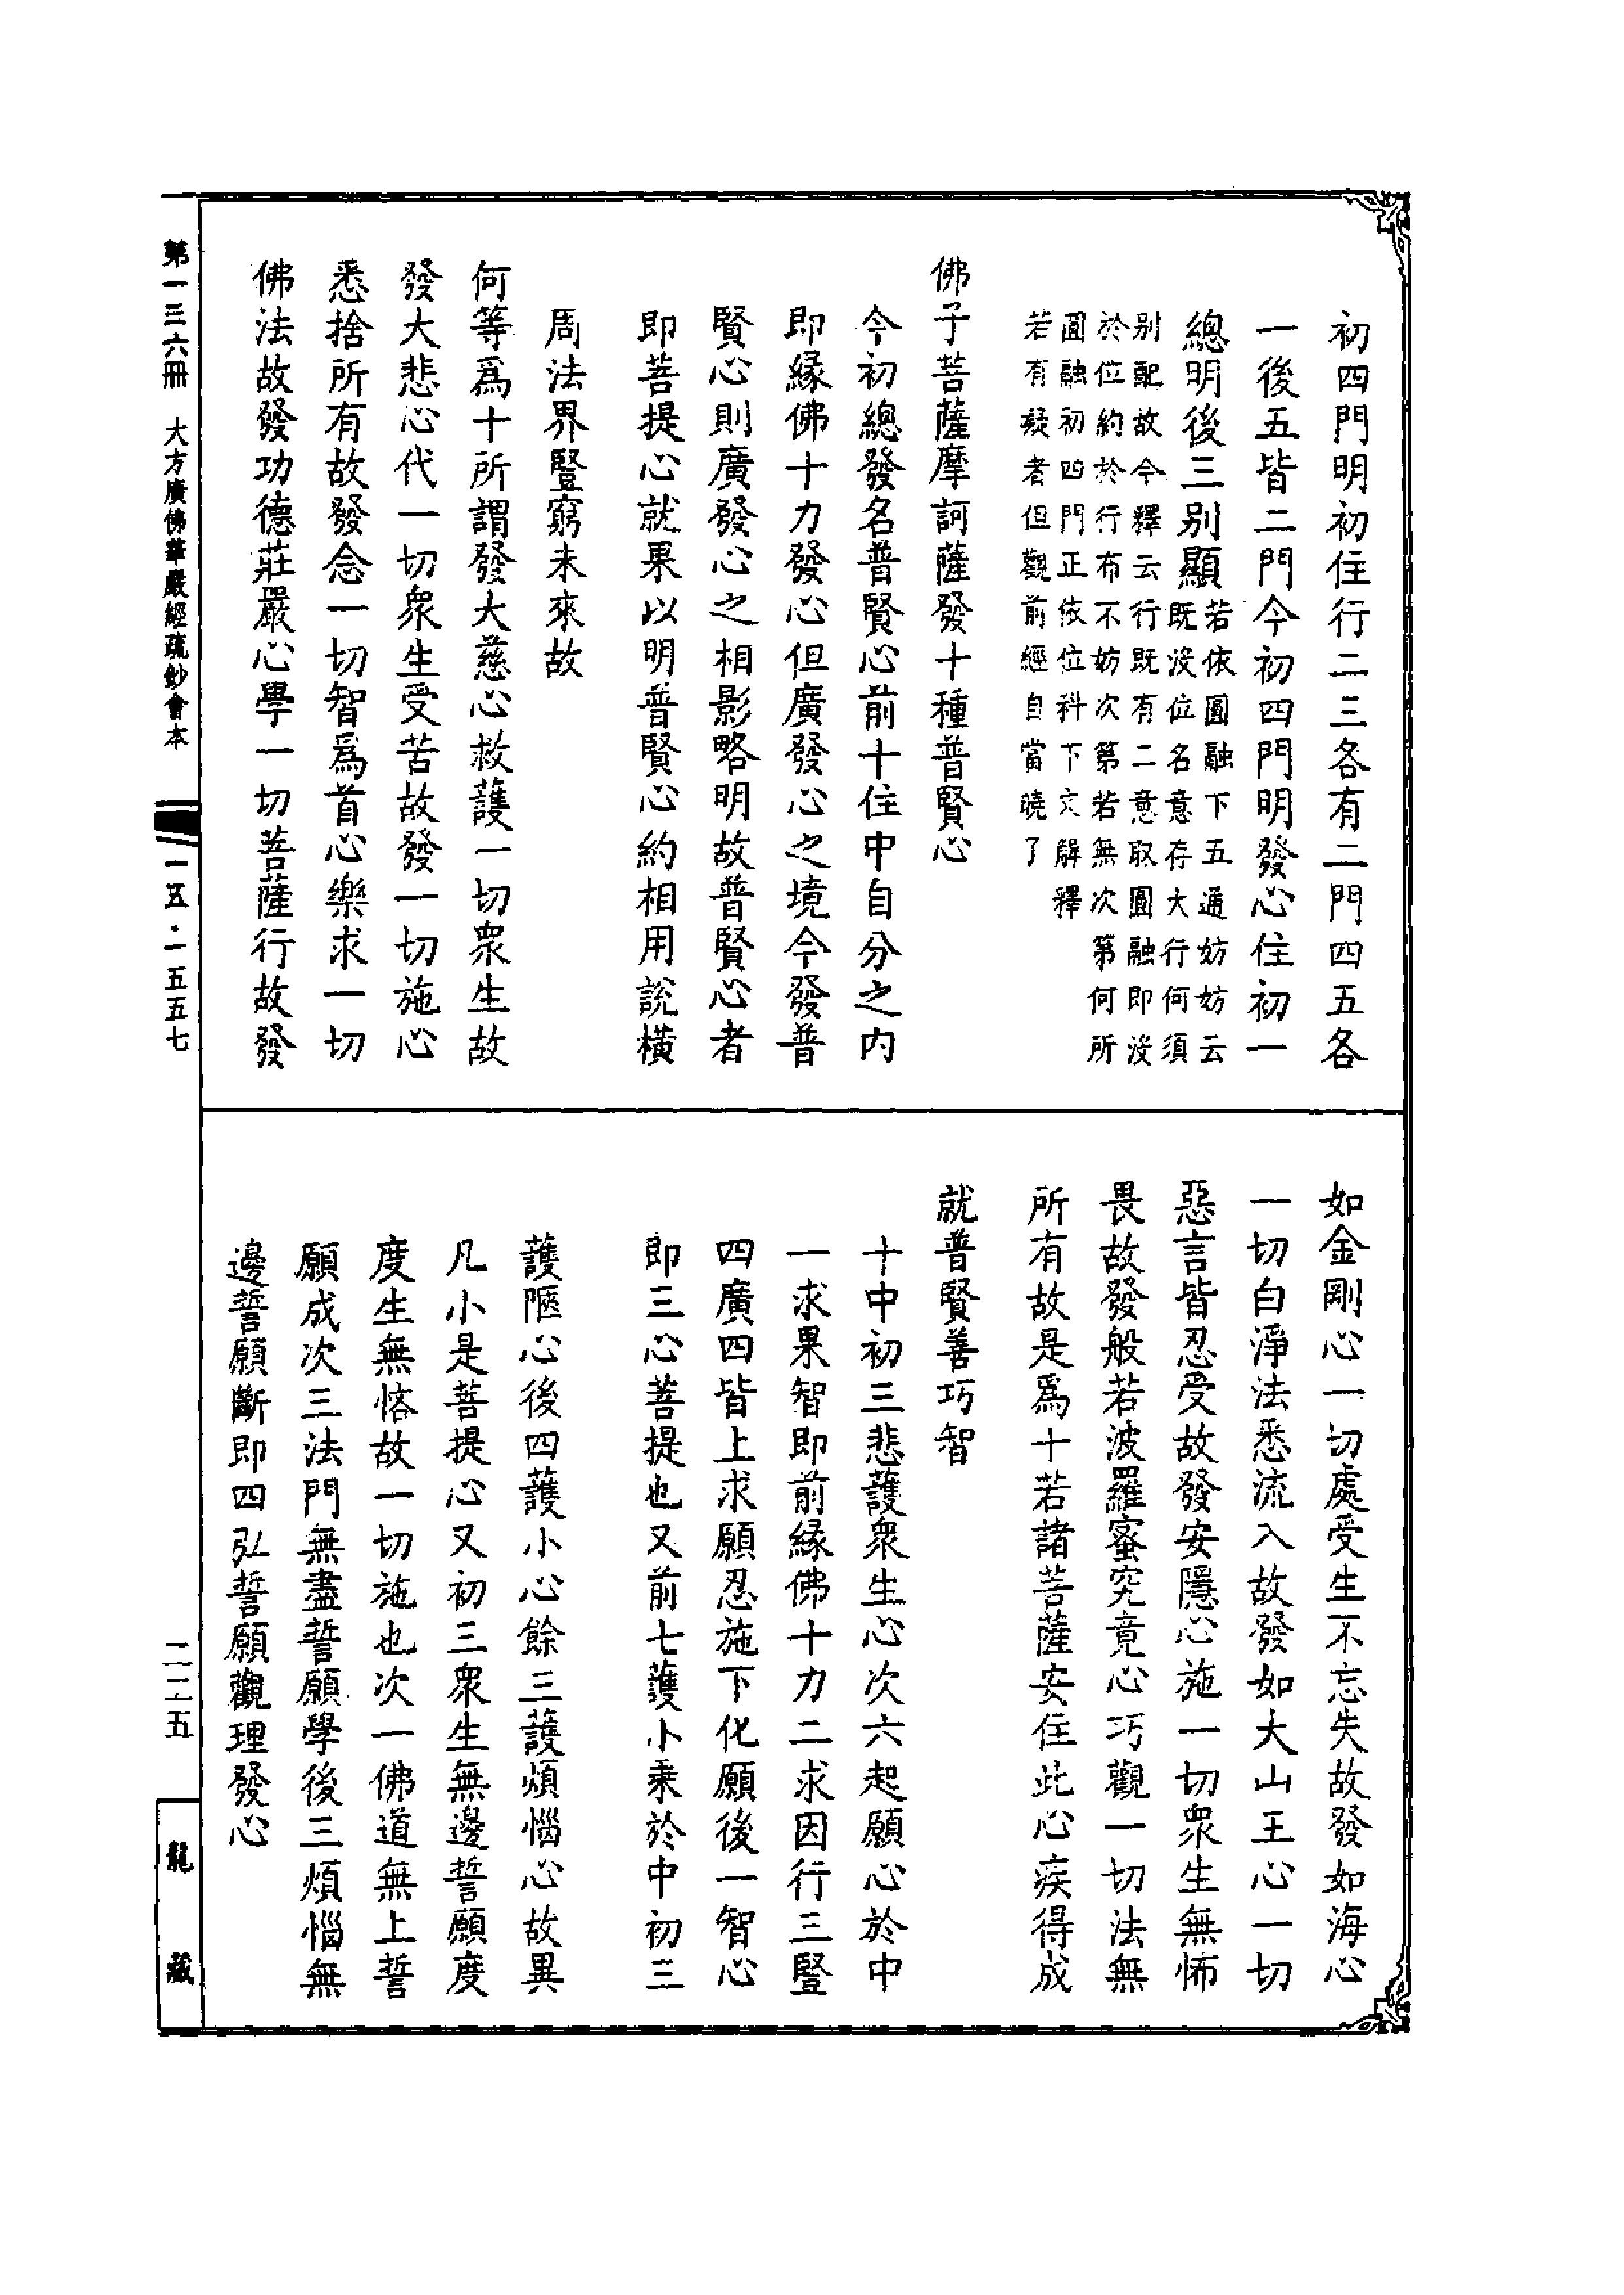 初四門明初住行二三各有二門四五各
一後五皆二門今初四門明發心住初一
總明後三別顯
若依圓融下五通妨妨云
既沒位名意存大行何須
別配故今釋云行既有二意取圓融即沒
於位約於行布不妨次第若無次第何所
圓融初四門正依位科下文解釋
若有疑者但觀前經自當曉了
佛子菩薩摩訶薩發十種普賢心
今初總發名普賢心前十住中自分之內
即緣佛十力發心但廣發心之境今發普
賢心則廣發心之相影略明故普賢心者
即菩提心就果以明普賢心約相用說橫
周法界豎窮未來故
何等爲十所謂發大慈心救護一切眾生故
發大悲心代一切眾生受苦故發一切施心
悉捨所有故發念一切智爲首心樂求一切
佛法故發功德莊嚴心學一切菩薩行故發
如金剛心一切處受生不忘失故發如海心
一切白淨法悉流入故發如大山王心一切
惡言皆忍受故發安隱心施一切眾生無怖
畏故發般若波羅蜜究竟心巧觀一切法無
所有故是爲十若諸菩薩安住此心疾得成
就普賢善巧智
十中初三悲護眾生心次六起願心於中
一求果智即前緣佛十力二求因行三豎
四廣四皆上求願忍施下化願後一智心
即三心菩提也又前七護小乘於中初三
護陿心後四護小心餘三護煩惱心故異
凡小是菩提心又初三眾生無邊誓願度
度生無悋故一切施也次一佛道無上誓
願成次三法門無盡誓願學後三煩惱無
邊誓願斷即四弘誓願觀理發心
第一三六冊　大方廣佛華嚴經疏鈔會本
一五·一五五七
二二五
龍藏